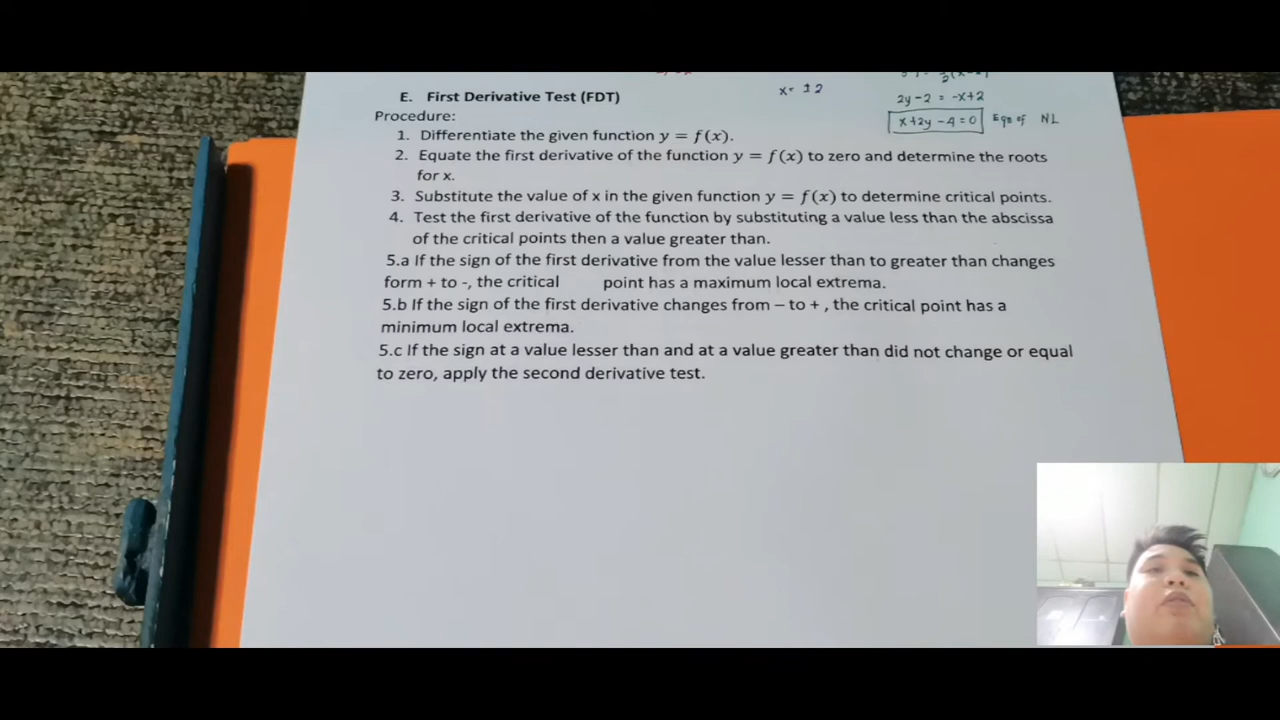 E. First Derivative Test (FDT)
x= 12
2y-2 = -x+2
x+2y-4=0 Eqn of NL
Procedure:
1. Differentiate the given function y = f(x).
2. Equate the first derivative of the function y = f(x) to zero and determine the roots
for x.
3. Substitute the value of x in the given function y = f(x) to determine critical points.
4. Test the first derivative of the function by substituting a value less than the abscissa
of the critical points then a value greater than.
5.a If the sign of the first derivative from the value lesser than to greater than changes
form + to -, the critical point has a maximum local extrema.
5.b If the sign of the first derivative changes from – to + , the critical point has a
minimum local extrema.
5.c If the sign at a value lesser than and at a value greater than did not change or equal
to zero, apply the second derivative test.